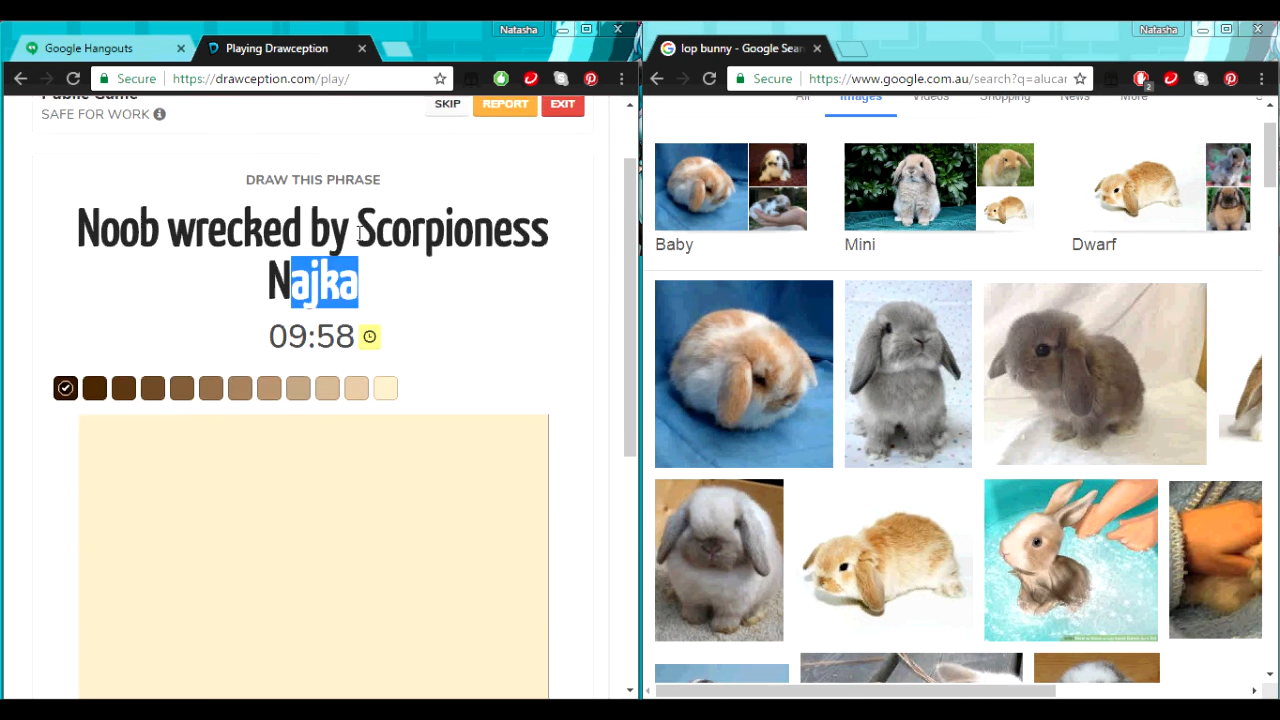 Natasha
Google Hangouts
Playing Drawception
Secure
https://drawception.com/play/
SAFE FOR WORK
SKIP
REPORT
EXIT
DRAW THIS PHRASE
Noob wrecked by Scorpioness
Najka
09:58
Natasha
lop bunny - Google Sear
Secure
https://www.google.com.au/search?q=alucar
2
Images
Videos
Shopping
News
More
Baby
Mini
Dwarf